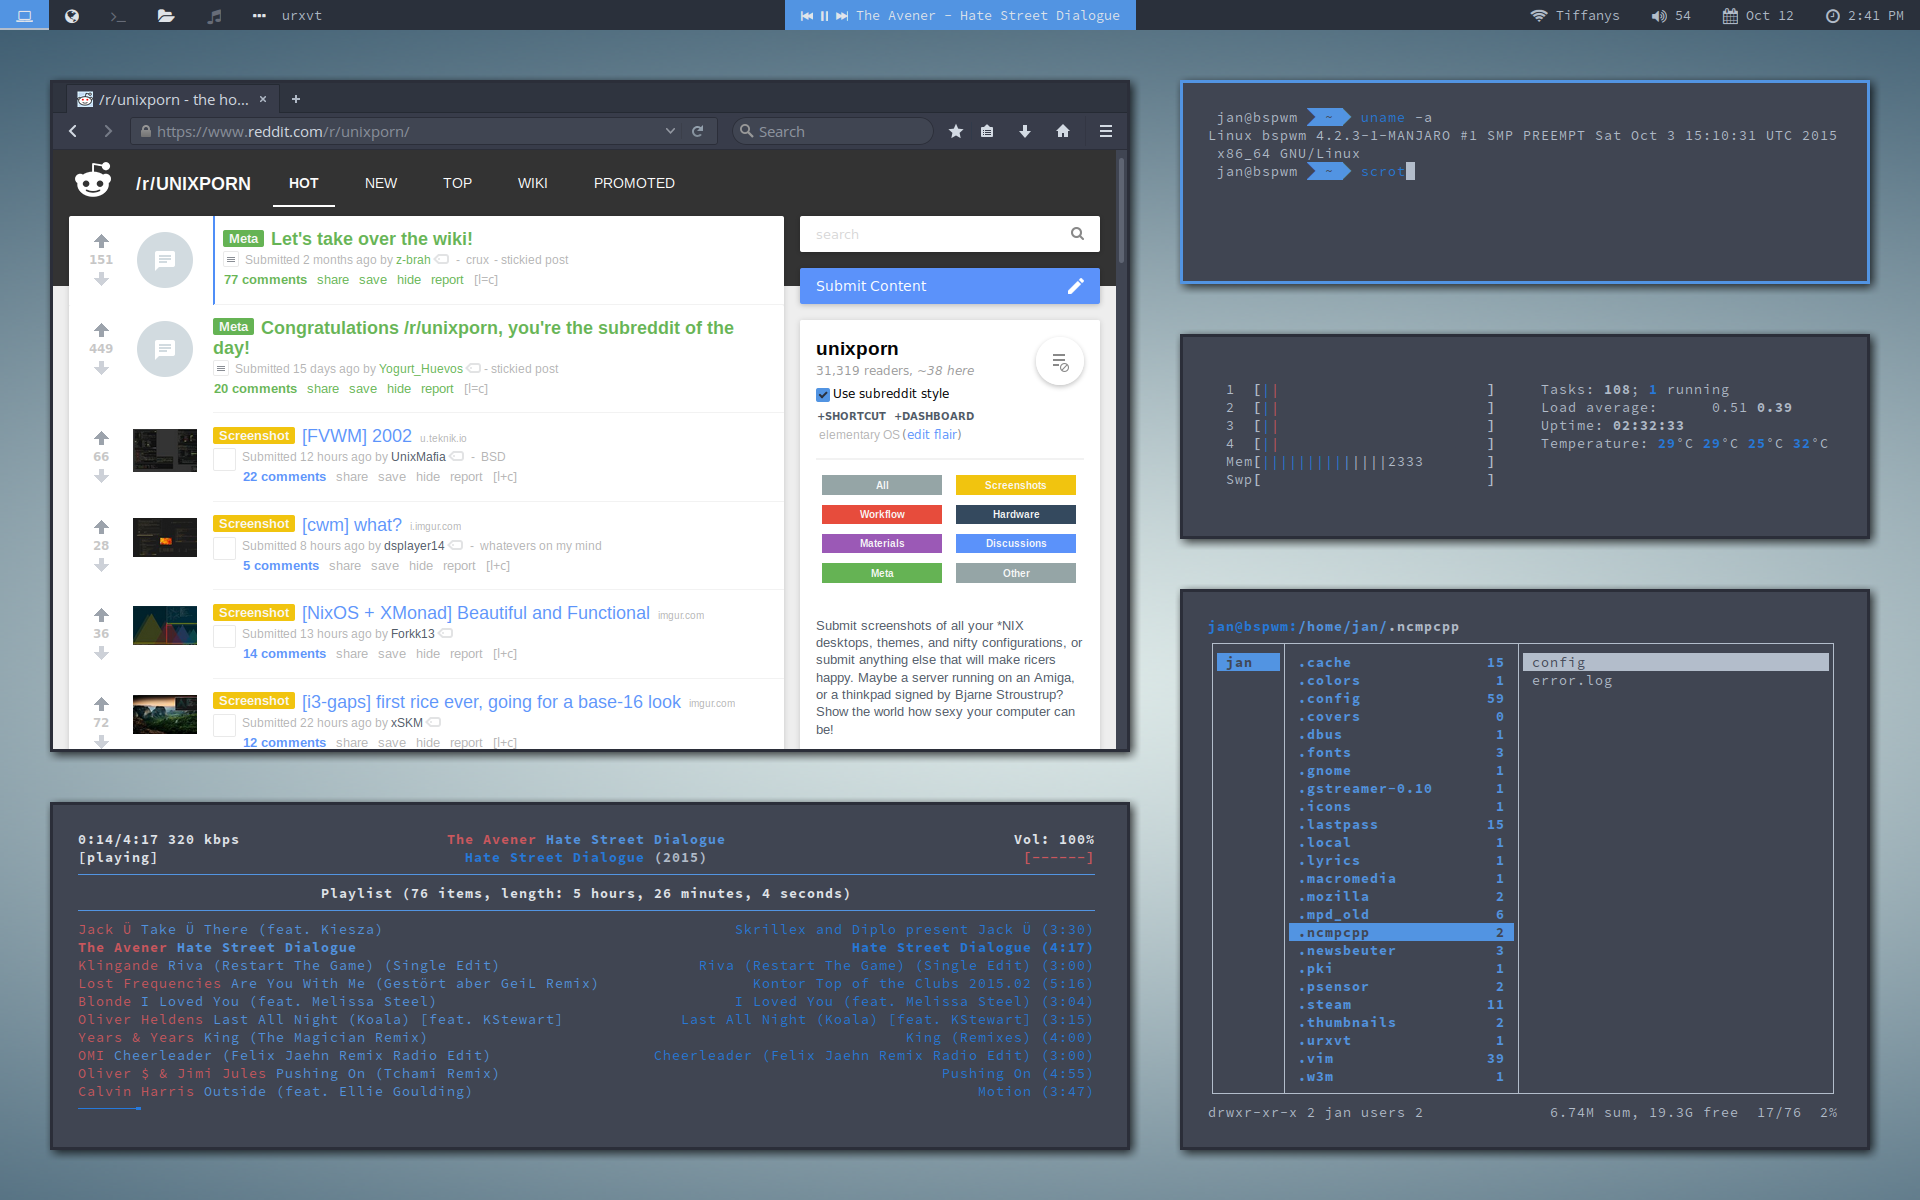 urxvt
The Avener - Hate Street Dialogue
Tiffanys
54
Oct 12
2:41 PM
/r/unixporn - the ho...
https://www.reddit.com/r/unixporn/
Search
/r/UNIXPORN HOT NEW TOP WIKI PROMOTED
151
Meta Let's take over the wiki!
Submitted 2 months ago by z-brah - crux - stickied post
77 comments share save hide report [l=c]
449
Meta Congratulations /r/unixporn, you're the subreddit of the
day!
Submitted 15 days ago by Yogurt_Huevos - stickied post
20 comments share save hide report [l=c]
66
Screenshot [FVWM] 2002 u.teknik.io
Submitted 12 hours ago by UnixMafia - BSD
22 comments share save hide report [l+c]
28
Screenshot [cwm] what? i.imgur.com
Submitted 8 hours ago by dsplayer14 - whatevers on my mind
5 comments share save hide report [l+c]
36
Screenshot [NixOS + XMonad] Beautiful and Functional imgur.com
Submitted 13 hours ago by Forkk13
14 comments share save hide report [l+c]
72
Screenshot [i3-gaps] first rice ever, going for a base-16 look imgur.com
Submitted 22 hours ago by xSKM
12 comments share save hide report [l+c]
search
Submit Content
unixporn
31,319 readers, ~38 here
Use subreddit style
+SHORTCUT +DASHBOARD
elementary OS (edit flair)
All Screenshots
Workflow Hardware
Materials Discussions
Meta Other
Submit screenshots of all your *NIX
desktops, themes, and nifty configurations, or
submit anything else that will make ricers
happy. Maybe a server running on an Amiga,
or a thinkpad signed by Bjarne Stroustrup?
Show the world how sexy your computer can
be!
jan@bspwm ~ uname -a
Linux bspwm 4.2.3-1-MANJARO #1 SMP PREEMPT Sat Oct 3 15:10:31 UTC 2015
x86_64 GNU/Linux
jan@bspwm ~ scrot
1 [|| ] Tasks: 108; 1 running
2 [|| ] Load average: 0.51 0.39
3 [|| ] Uptime: 02:32:33
4 [|| ] Temperature: 29°C 29°C 25°C 32°C
Mem[||||||||||||||2333 ]
Swp[ ]
jan@bspwm:/home/jan/.ncmpcpp
jan .cache 15 config
.colors 1 error.log
.config 59
.covers 0
.dbus 1
.fonts 3
.gnome 1
.gstreamer-0.10 1
.icons 1
.lastpass 15
.local 1
.lyrics 1
.macromedia 1
.mozilla 2
.mpd_old 6
.ncmpcpp 2
.newsbeuter 3
.pki 1
.psensor 2
.steam 11
.thumbnails 2
.urxvt 1
.vim 39
.w3m 1
drwxr-xr-x 2 jan users 2 6.74M sum, 19.3G free 17/76 2%
0:14/4:17 320 kbps The Avener Hate Street Dialogue Vol: 100%
[playing] Hate Street Dialogue (2015) [------]
Playlist (76 items, length: 5 hours, 26 minutes, 4 seconds)
Jack Ü Take Ü There (feat. Kiesza) Skrillex and Diplo present Jack Ü (3:30)
The Avener Hate Street Dialogue Hate Street Dialogue (4:17)
Klingande Riva (Restart The Game) (Single Edit) Riva (Restart The Game) (Single Edit) (3:00)
Lost Frequencies Are You With Me (Gestört aber GeiL Remix) Kontor Top of the Clubs 2015.02 (5:16)
Blonde I Loved You (feat. Melissa Steel) I Loved You (feat. Melissa Steel) (3:04)
Oliver Heldens Last All Night (Koala) [feat. KStewart] Last All Night (Koala) [feat. KStewart] (3:15)
Years & Years King (The Magician Remix) King (Remixes) (4:00)
OMI Cheerleader (Felix Jaehn Remix Radio Edit) Cheerleader (Felix Jaehn Remix Radio Edit) (3:00)
Oliver $ & Jimi Jules Pushing On (Tchami Remix) Pushing On (4:55)
Calvin Harris Outside (feat. Ellie Goulding) Motion (3:47)